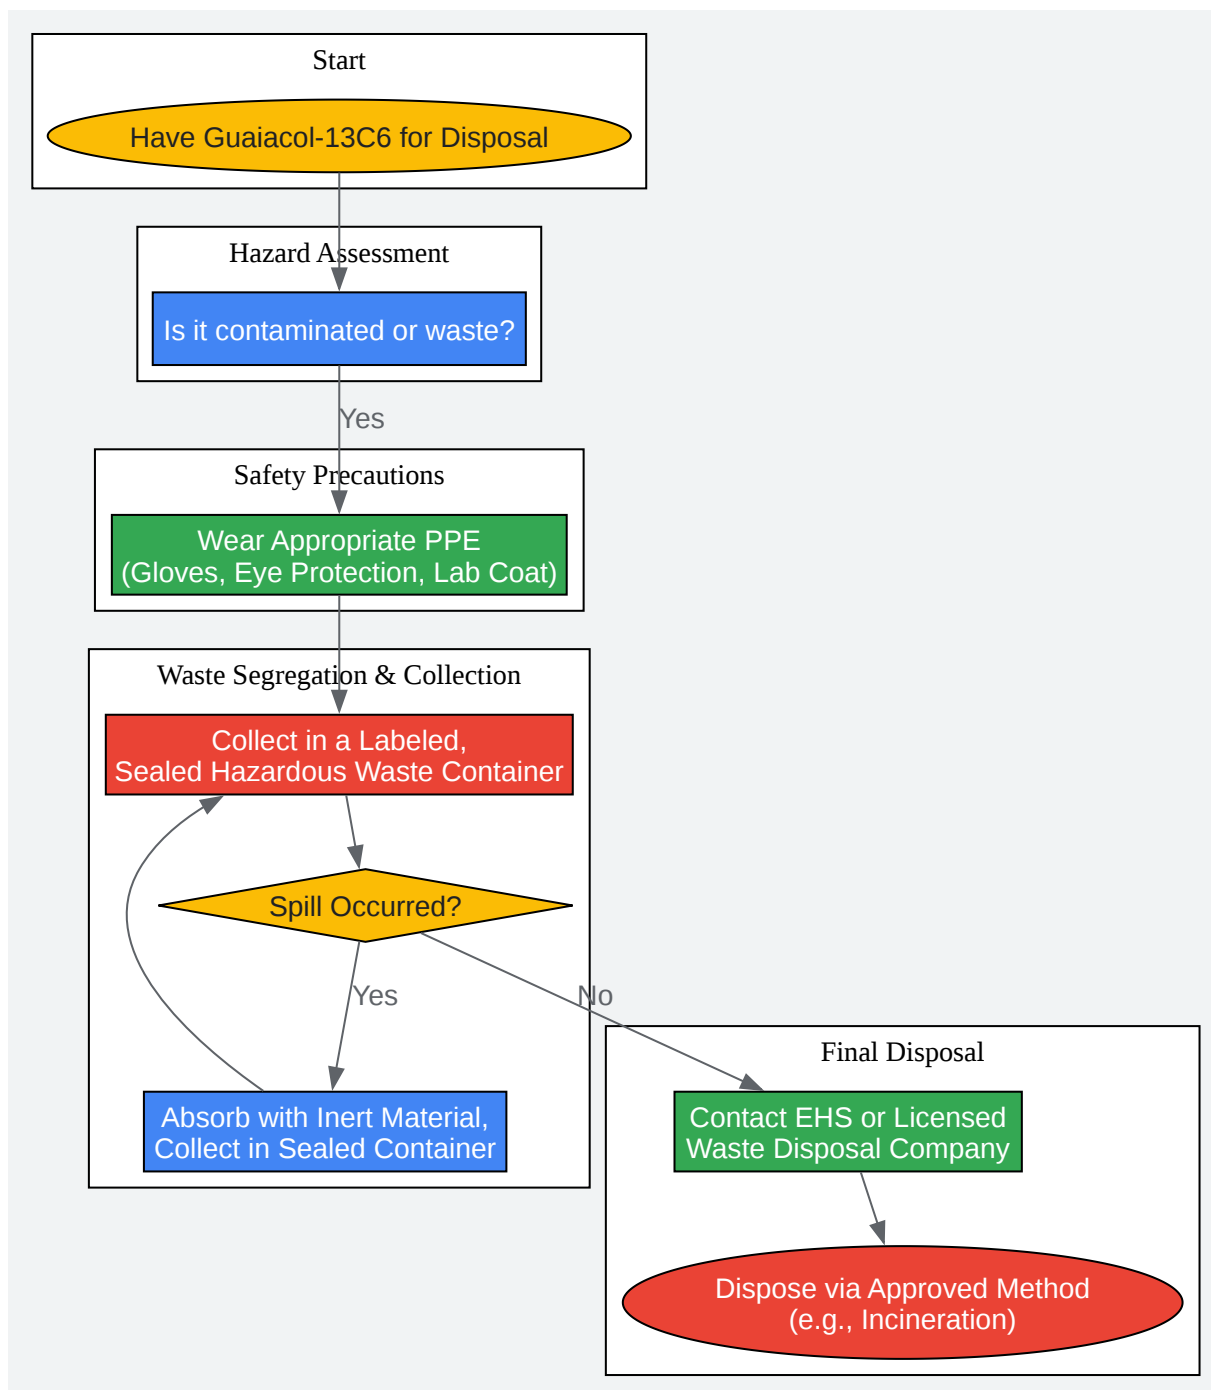 Start
Have Guaiacol-13C6 for Disposal
Hazard Assessment
Is it contaminated or waste?
Yes
Safety Precautions
Wear Appropriate PPE
(Gloves, Eye Protection, Lab Coat)
Waste Segregation & Collection
Collect in a Labeled,
Sealed Hazardous Waste Container
Spill Occurred?
Yes
No
Absorb with Inert Material,
Collect in Sealed Container
Final Disposal
Contact EHS or Licensed
Waste Disposal Company
Dispose via Approved Method
(e.g., Incineration)